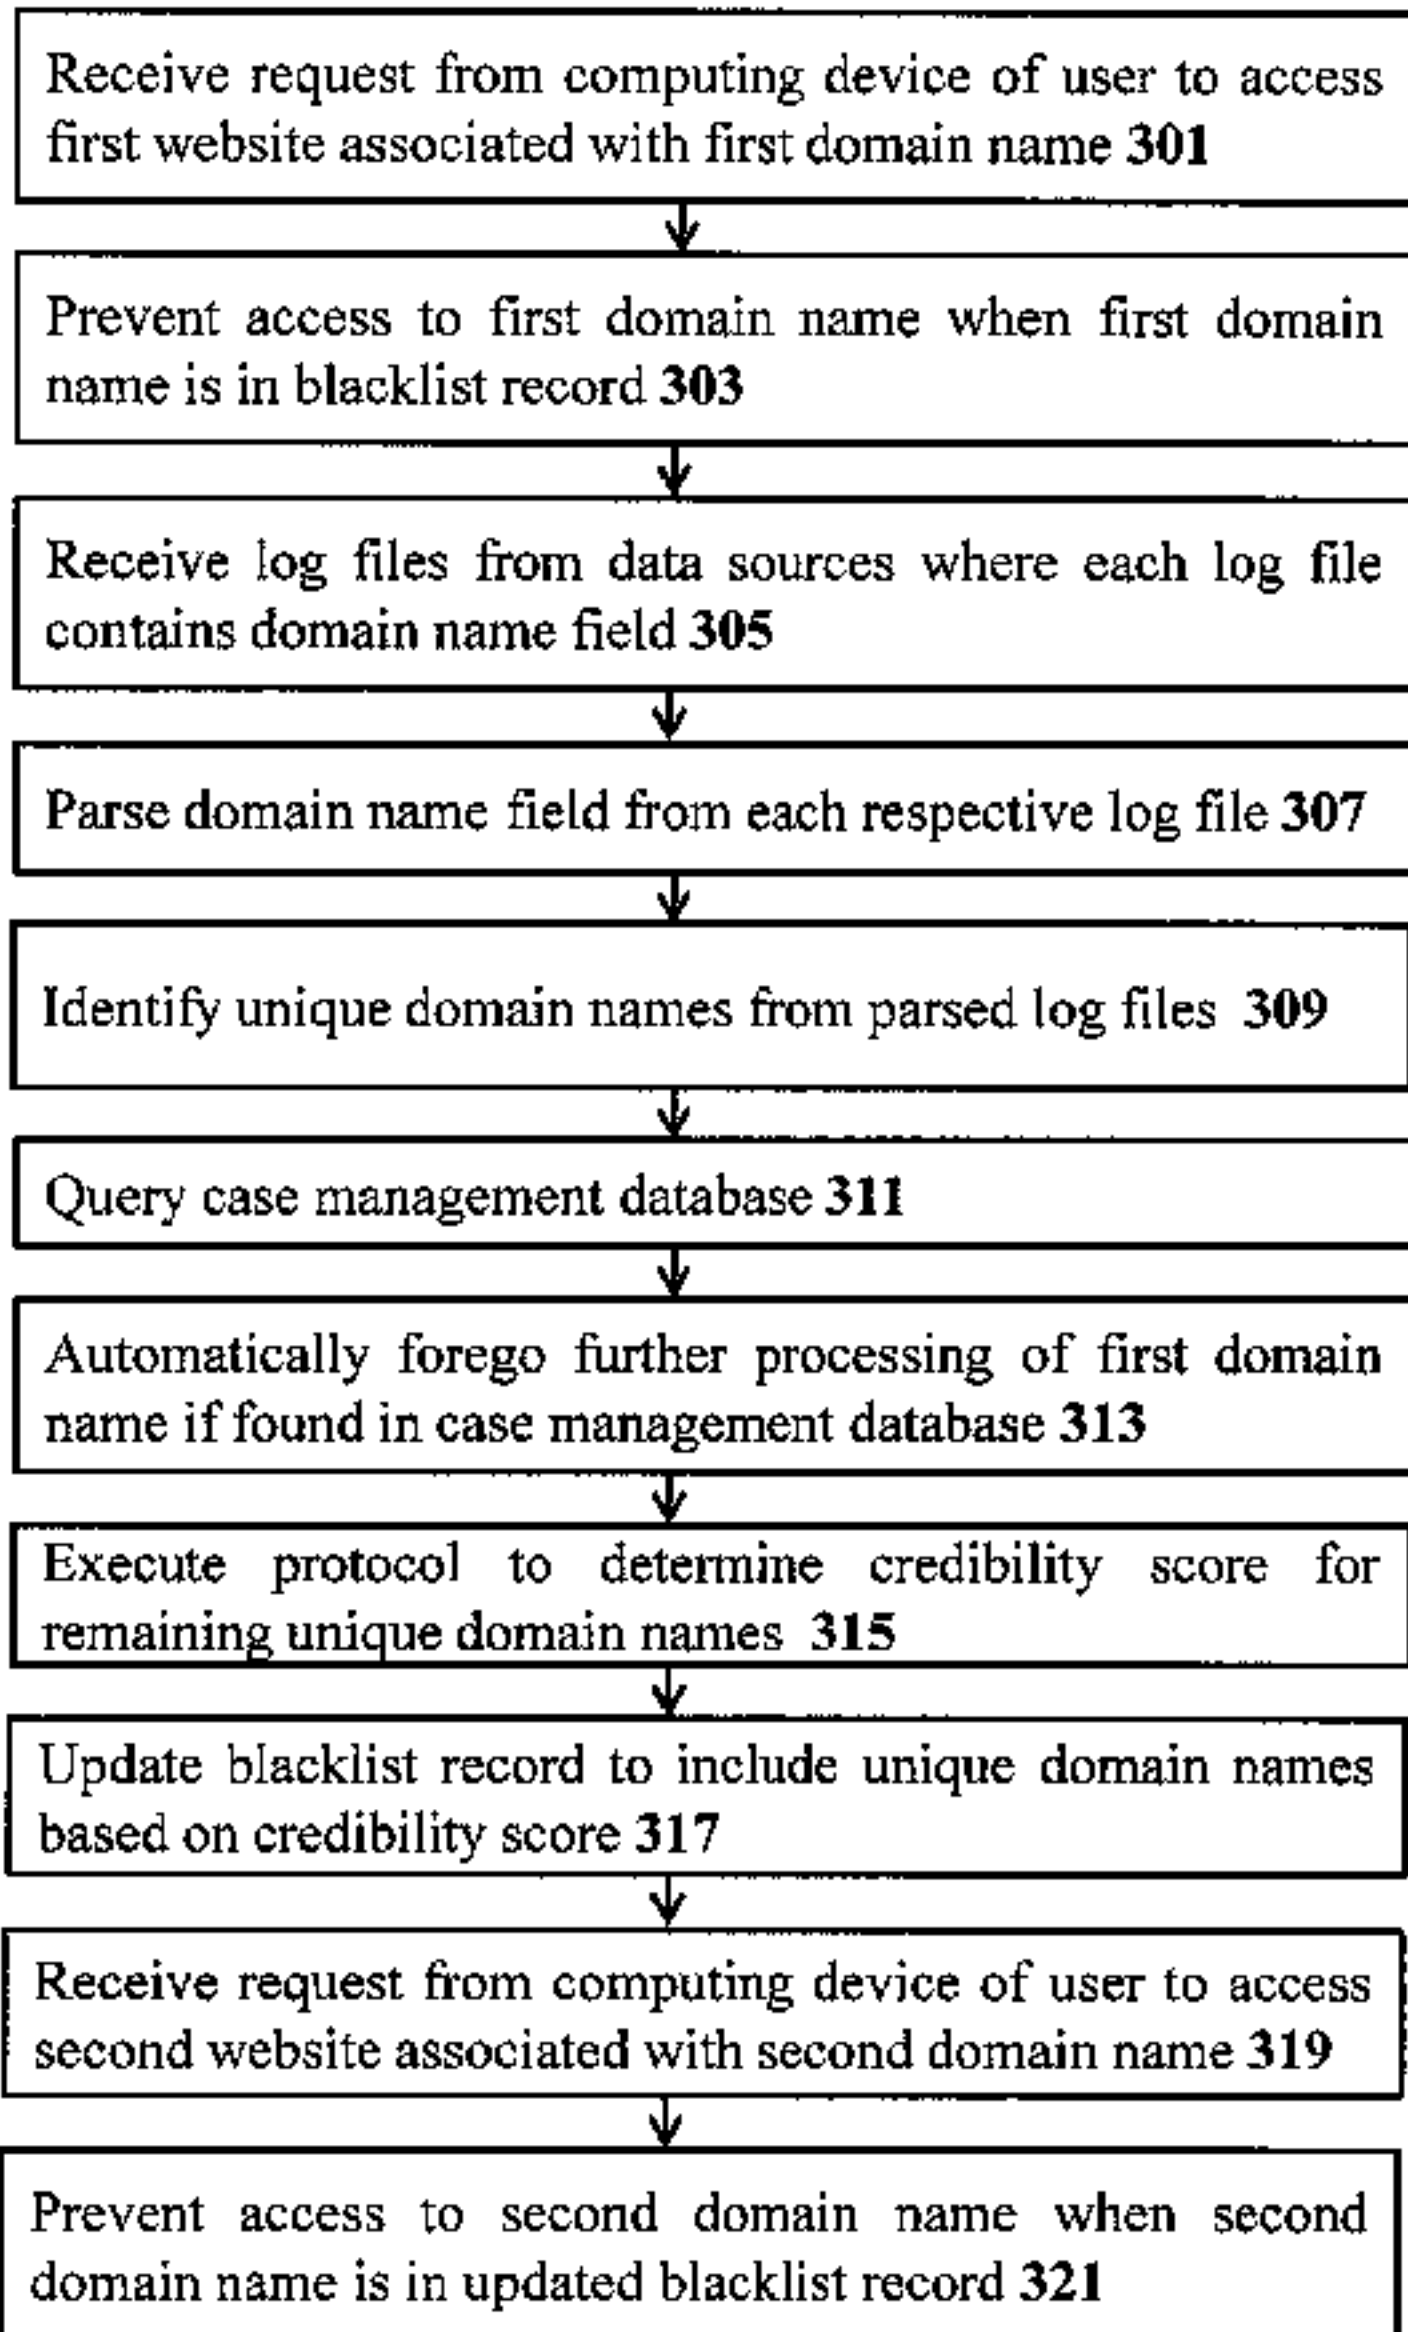 Receive request from computing device of user to access
first website associated with first domain name 301
Prevent access to first domain name when first domain
name is in blacklist record 303
Receive log files from data sources where each log file
contains domain name field 305
Parse domain name field from each respective log file 307
Identify unique domain names from parsed log files 309
Query case management database 311
Automatically forego further processing of first domain
name if found in case management database 313
Execute protocol to determine credibility score for
remaining unique domain names 315
Update blacklist record to include unique domain names
based on credibility score 317
Receive request from computing device of user to access
second website associated with second domain name 319
Prevent access to second domain name when second
domain name is in updated blacklist record 321